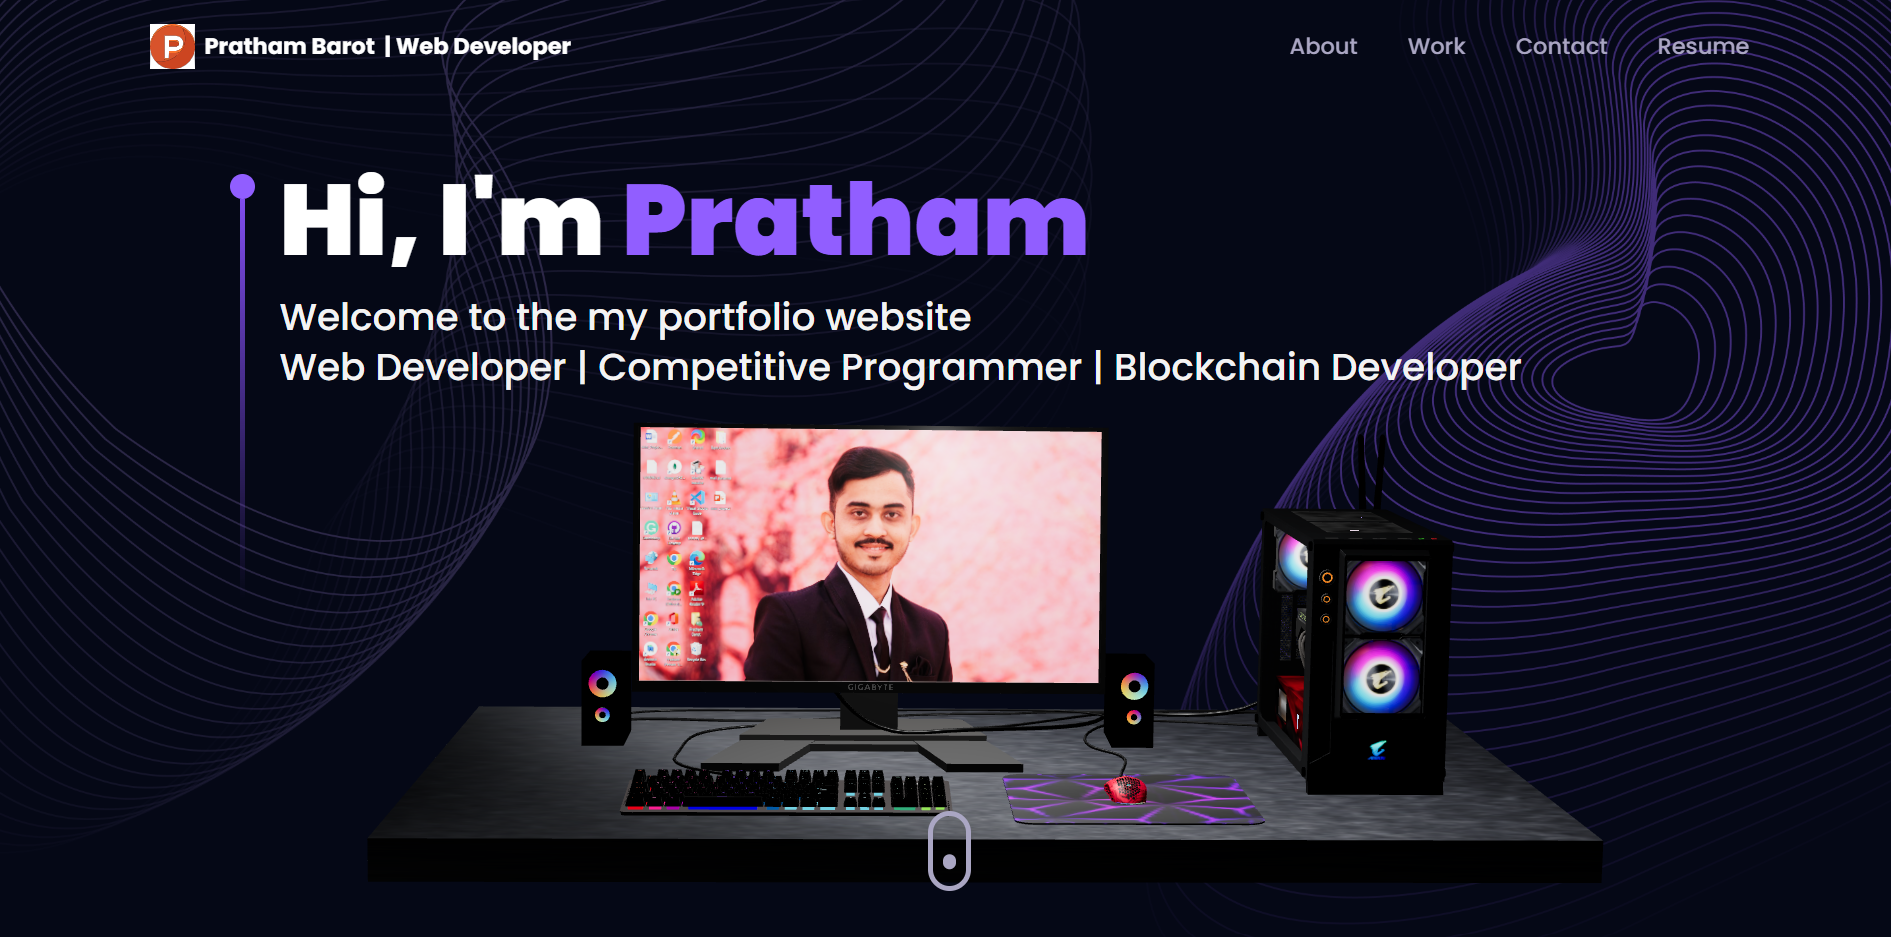 P Pratham Barot | Web Developer
About Work Contact Resume
Hi, I'm Pratham
Welcome to the my portfolio website
Web Developer | Competitive Programmer | Blockchain Developer
GIGABYTE